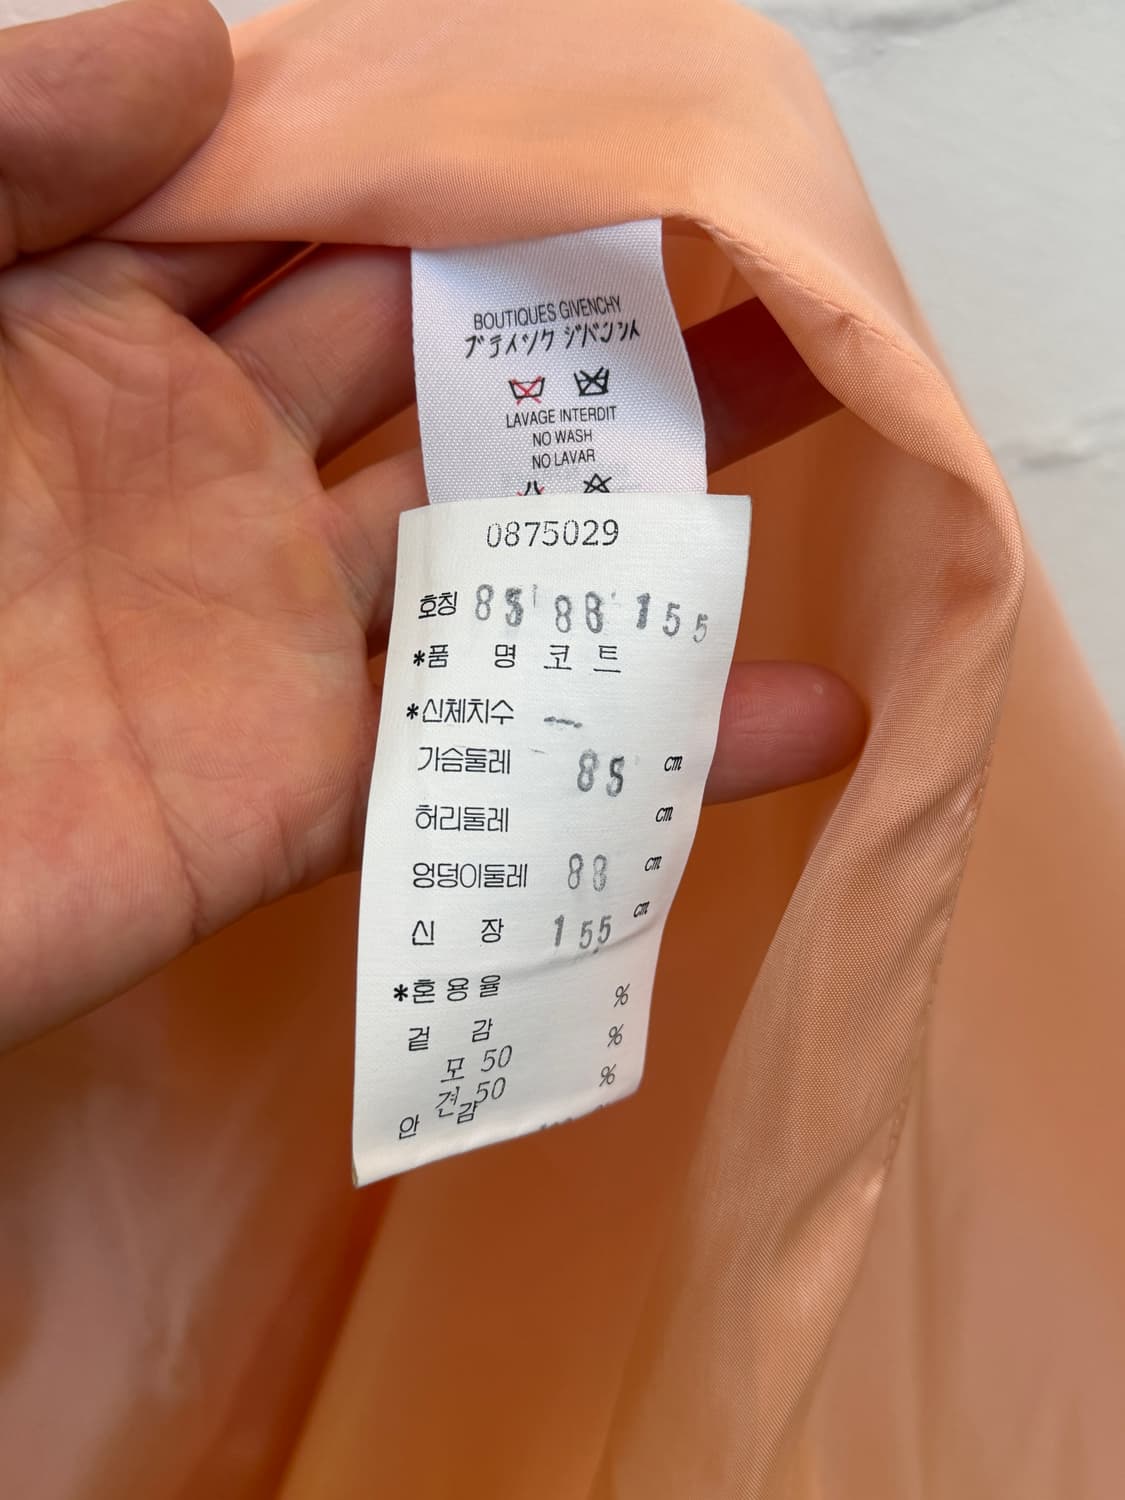 BOUTIQUES GIVENCHY
ブティック ジバンシイ
LAVAGE INTERDIT
NO WASH
NO LAVAR
0875029
호칭 85 88 155
*품 명 코트
*신체치수
가슴둘레 85 cm
허리둘레 cm
엉덩이둘레 88 cm
신 장 155 cm
*혼용율 %
겉 감 %
모 50 %
견 50
안 감